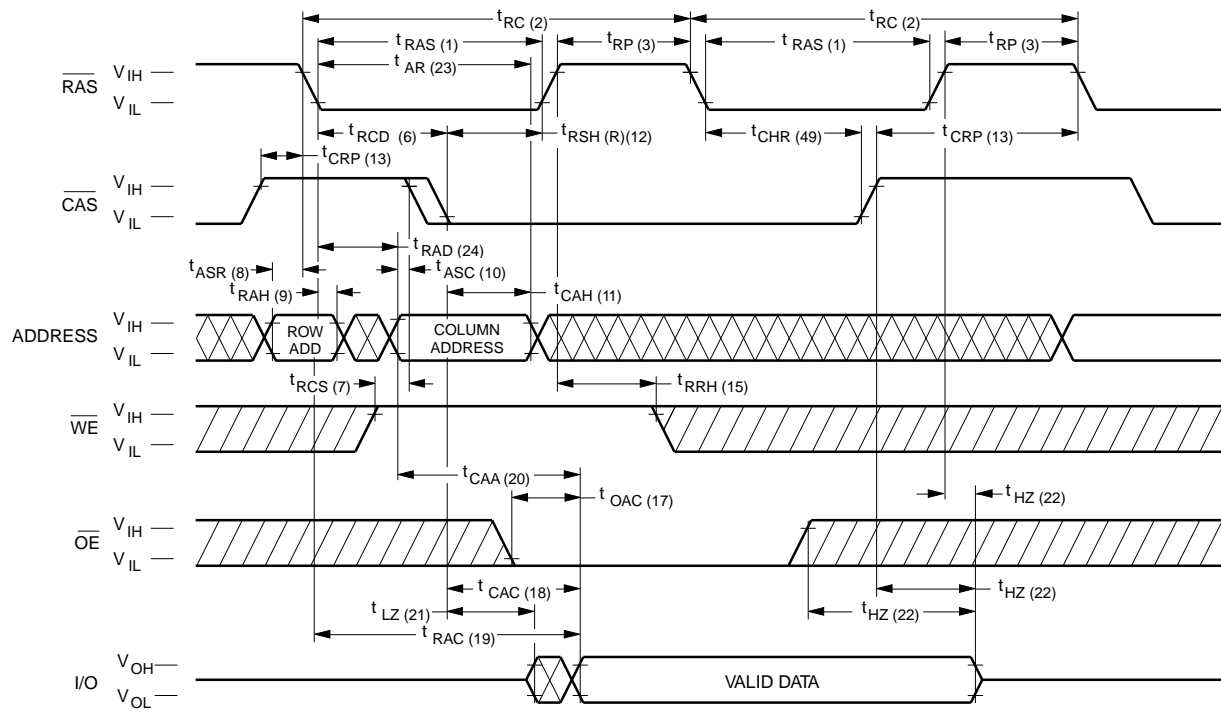 tRC (2) tRC (2)
tRAS (1) tRP (3) tRAS (1) tRP (3)
tAR (23)
RAS VIH
VIL
tRCD (6) tRSH (R)(12) tCHR (49) tCRP (13)
tCRP (13)
CAS VIH
VIL
tRAD (24)
tASR (8) tASC (10)
tRAH (9) tCAH (11)
ADDRESS VIH
VIL
ROW ADD
COLUMN ADDRESS
tRCS (7) tRRH (15)
WE VIH
VIL
tCAA (20)
tOAC (17) tHZ (22)
OE VIH
VIL
tCAC (18) tHZ (22)
tLZ (21) tHZ (22)
tRAC (19)
I/O VOH
VOL
VALID DATA